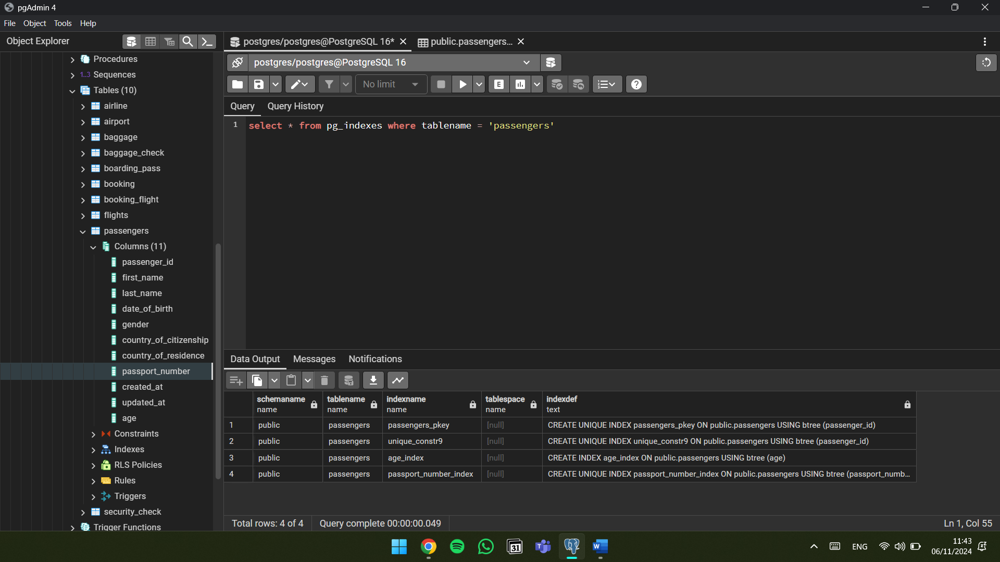 pgAdmin 4
File Object Tools Help
Object Explorer
Procedures
1..3 Sequences
Tables (10)
airline
airport
baggage
baggage_check
boarding_pass
booking
booking_flight
flights
passengers
Columns (11)
passenger_id
first_name
last_name
date_of_birth
gender
country_of_citizenship
country_of_residence
passport_number
created_at
updated_at
age
Constraints
Indexes
RLS Policies
Rules
Triggers
security_check
Trigger Functions
postgres/postgres@PostgreSQL 16* public.passengers...
postgres/postgres@PostgreSQL 16
No limit E
Query Query History
1 select * from pg_indexes where tablename = 'passengers'
Data Output Messages Notifications
schemaname tablename indexname tablespace indexdef
name name name name text
1 public passengers passengers_pkey [null] CREATE UNIQUE INDEX passengers_pkey ON public.passengers USING btree (passenger_id)
2 public passengers unique_constr9 [null] CREATE UNIQUE INDEX unique_constr9 ON public.passengers USING btree (passenger_id)
3 public passengers age_index [null] CREATE INDEX age_index ON public.passengers USING btree (age)
4 public passengers passport_number_index [null] CREATE UNIQUE INDEX passport_number_index ON public.passengers USING btree (passport_numb...
Total rows: 4 of 4 Query complete 00:00:00.049 Ln 1, Col 55
31 T W ENG 11:43
06/11/2024